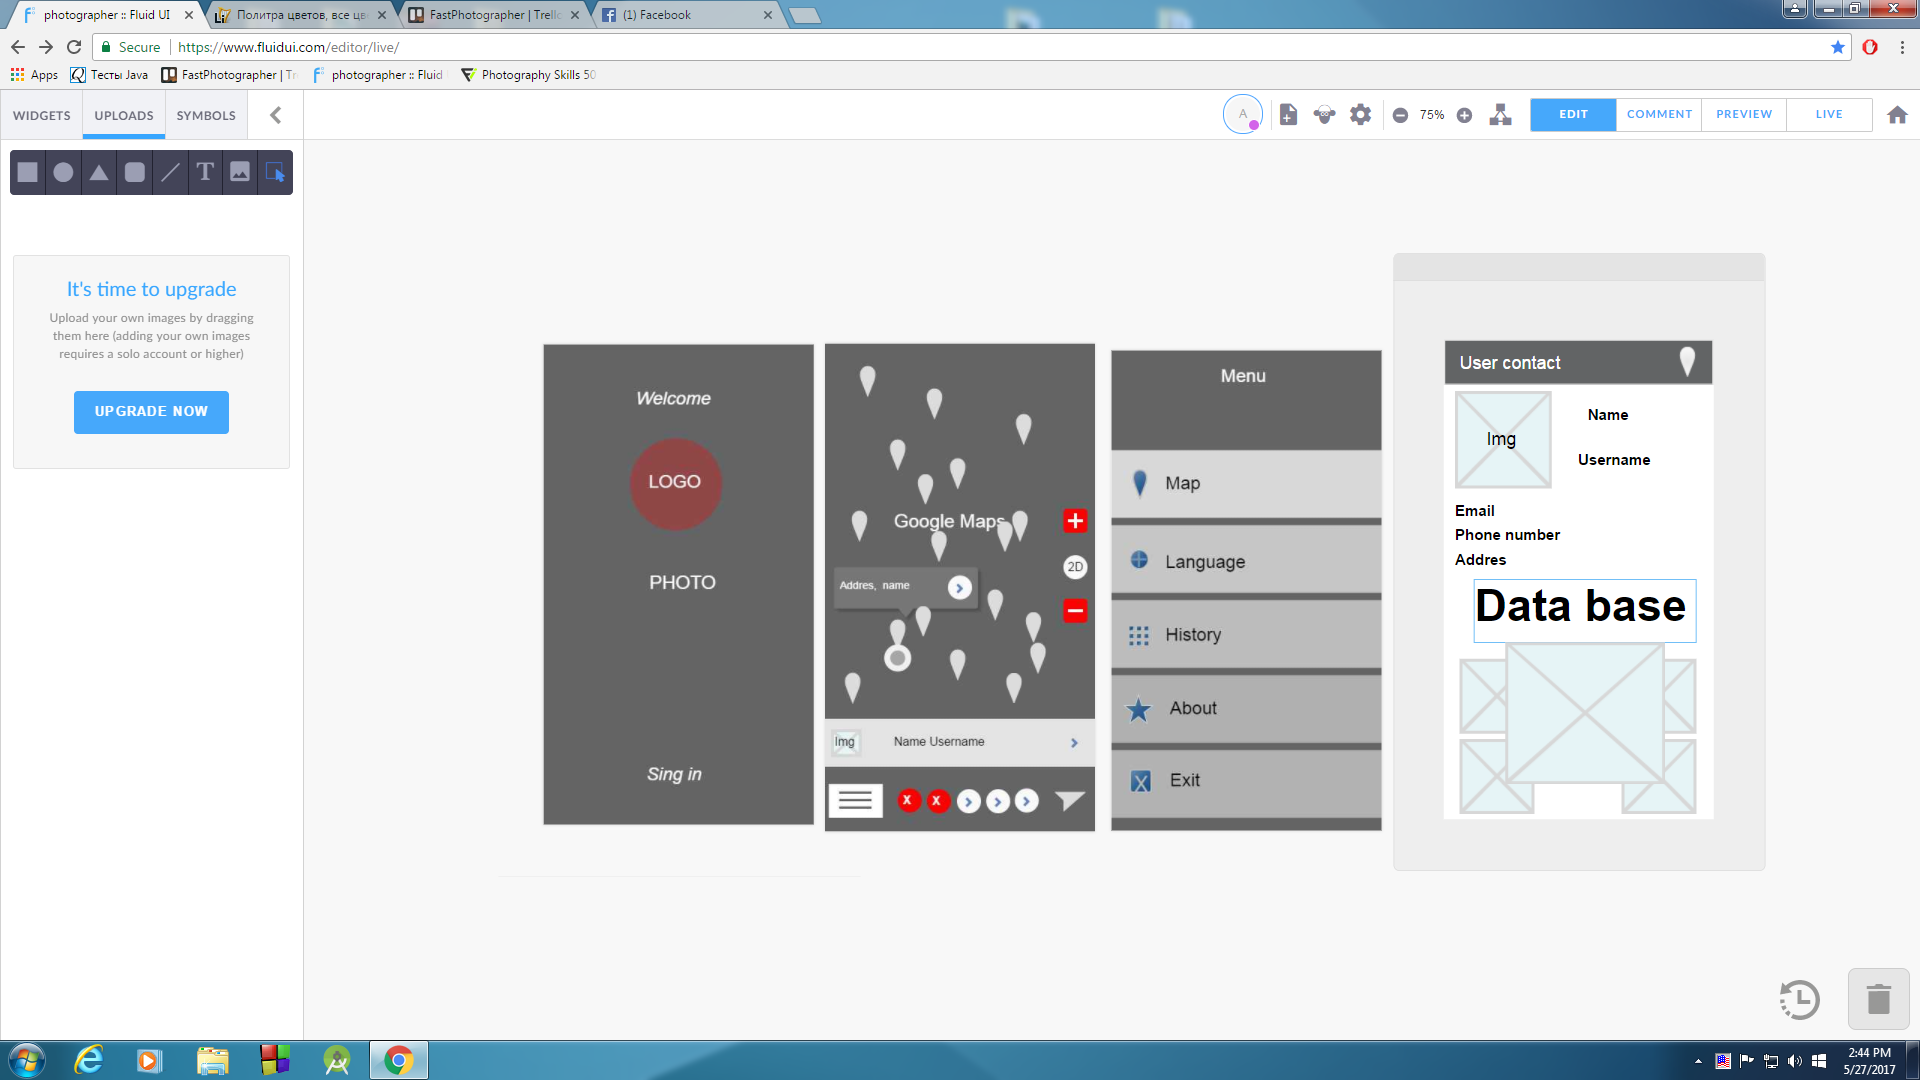 photographer :: Fluid UI
Политра цветов, все цв
FastPhotographer | Trello
(1) Facebook
Secure
https://www.fluidui.com/editor/live/
Apps
Тесты Java
FastPhotographer | Tr
photographer :: Fluid
Photography Skills 50
WIDGETS
UPLOADS
SYMBOLS
A
75%
EDIT
COMMENT
PREVIEW
LIVE
T
It's time to upgrade
Upload your own images by dragging
them here (adding your own images
requires a solo account or higher)
UPGRADE NOW
Welcome
LOGO
PHOTO
Sing in
Google Maps
2D
Addres, name
Img
Name Username
X
X
Menu
Map
Language
History
About
X
Exit
User contact
Img
Name
Username
Email
Phone number
Addres
Data base
2:44 PM
5/27/2017